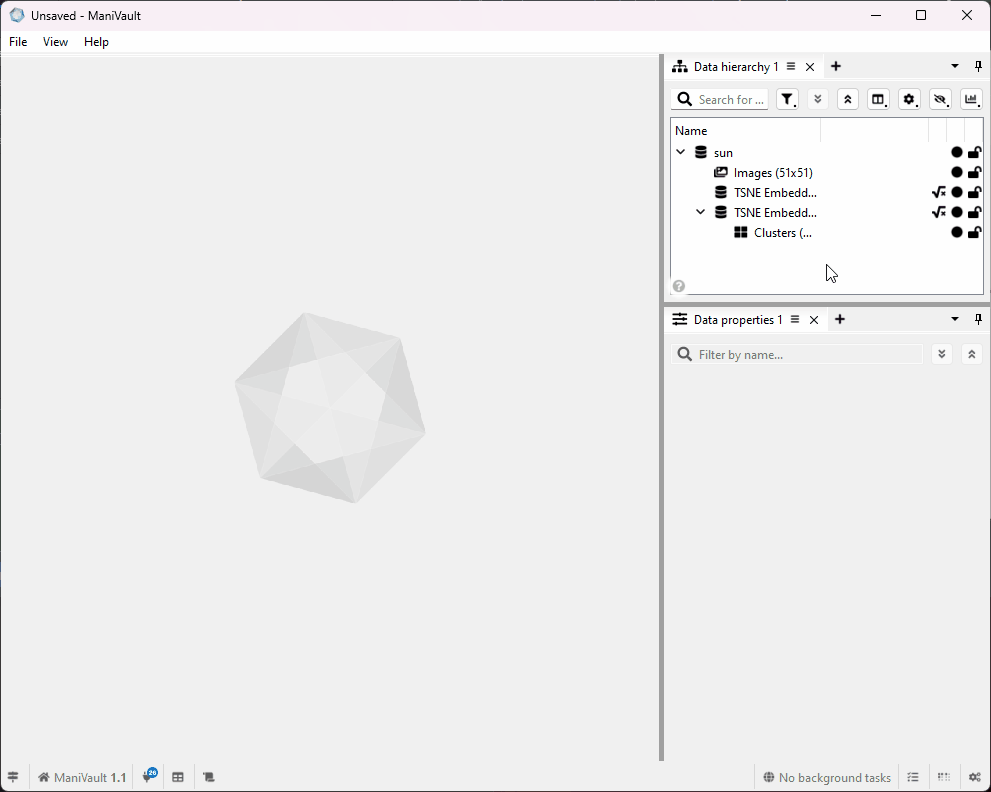 Unsaved - ManiVault
File View Help
Data hierarchy 1
Search for ...
Name
sun
Images (51x51)
TSNE Embedd...
TSNE Embedd...
Clusters (...
?
Data properties 1
Filter by name...
ManiVault 1.1
26
No background tasks